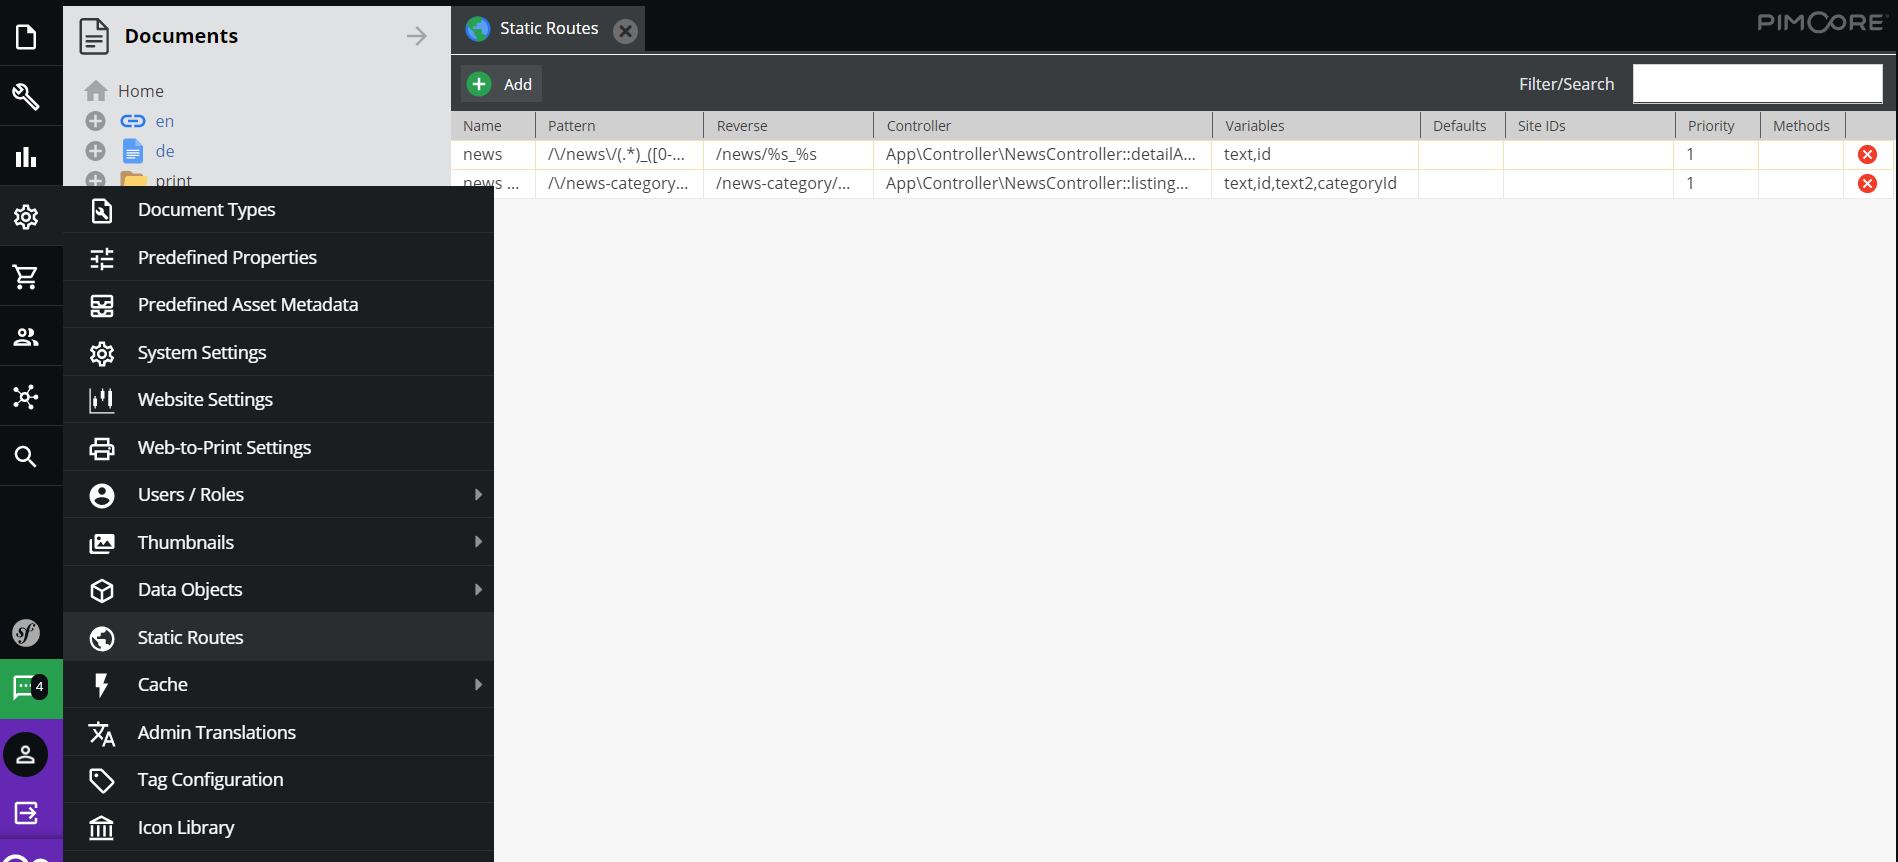 Documents
Home
en
de
print
Document Types
Predefined Properties
Predefined Asset Metadata
System Settings
Website Settings
Web-to-Print Settings
Users / Roles
Thumbnails
Data Objects
Static Routes
Cache
Admin Translations
Tag Configuration
Icon Library
sf
4
Static Routes
PIMCORE
Add
Filter/Search
Name Pattern Reverse Controller Variables Defaults Site IDs Priority Methods
news /\/news\/(.*)_([0-... /news/%s_%s App\Controller\NewsController::detailA... text,id 1
news ... /\/news-category... /news-category/... App\Controller\NewsController::listing... text,id,text2,categoryId 1